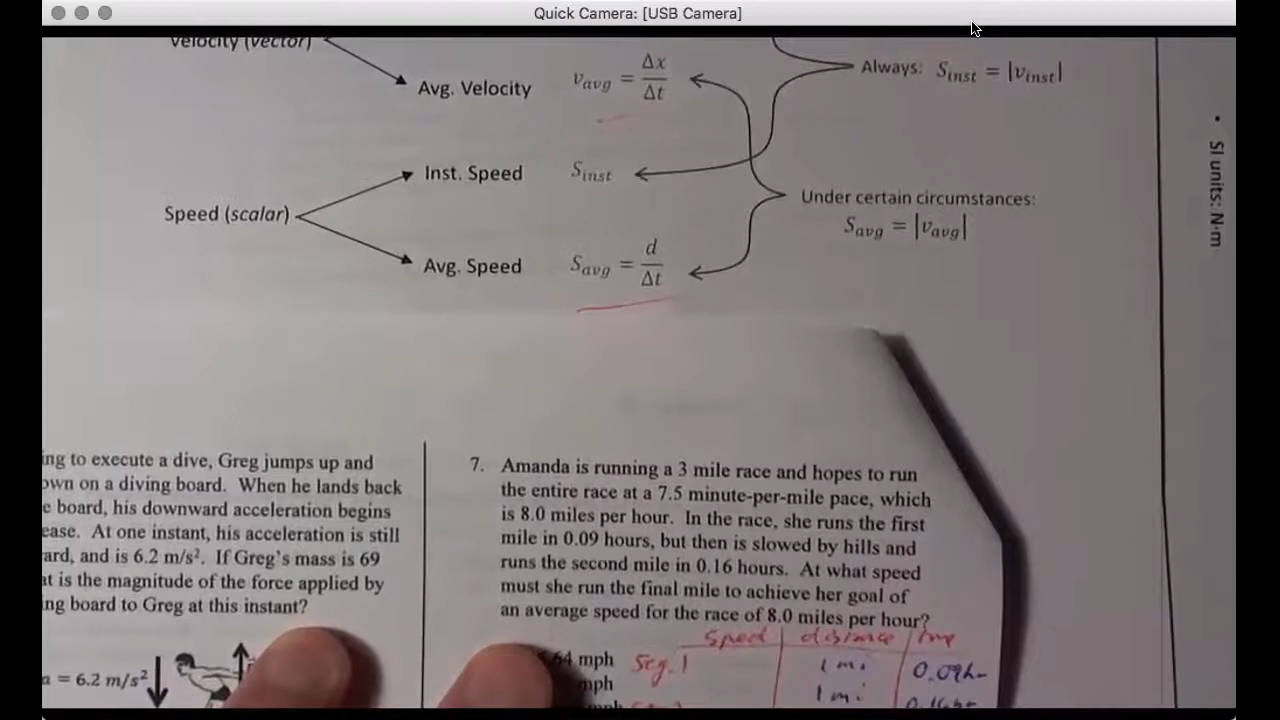 Quick Camera: [USB Camera]
Velocity (vector)
Avg. Velocity
v_avg = Δx/Δt
Always: S_inst = |v_inst|
Inst. Speed
S_inst
Speed (scalar)
Under certain circumstances:
S_avg = |v_avg|
Avg. Speed
S_avg = d/Δt
• SI units: N·m
ing to execute a dive, Greg jumps up and
own on a diving board. When he lands back
e board, his downward acceleration begins
ease. At one instant, his acceleration is still
ard, and is 6.2 m/s². If Greg's mass is 69
at is the magnitude of the force applied by
ng board to Greg at this instant?
a = 6.2 m/s²
7. Amanda is running a 3 mile race and hopes to run
the entire race at a 7.5 minute-per-mile pace, which
is 8.0 miles per hour. In the race, she runs the first
mile in 0.09 hours, but then is slowed by hills and
runs the second mile in 0.16 hours. At what speed
must she run the final mile to achieve her goal of
an average speed for the race of 8.0 miles per hour?
Speed distance time
64 mph
Seg. 1
1 mi
0.09hr
mph
1 mi